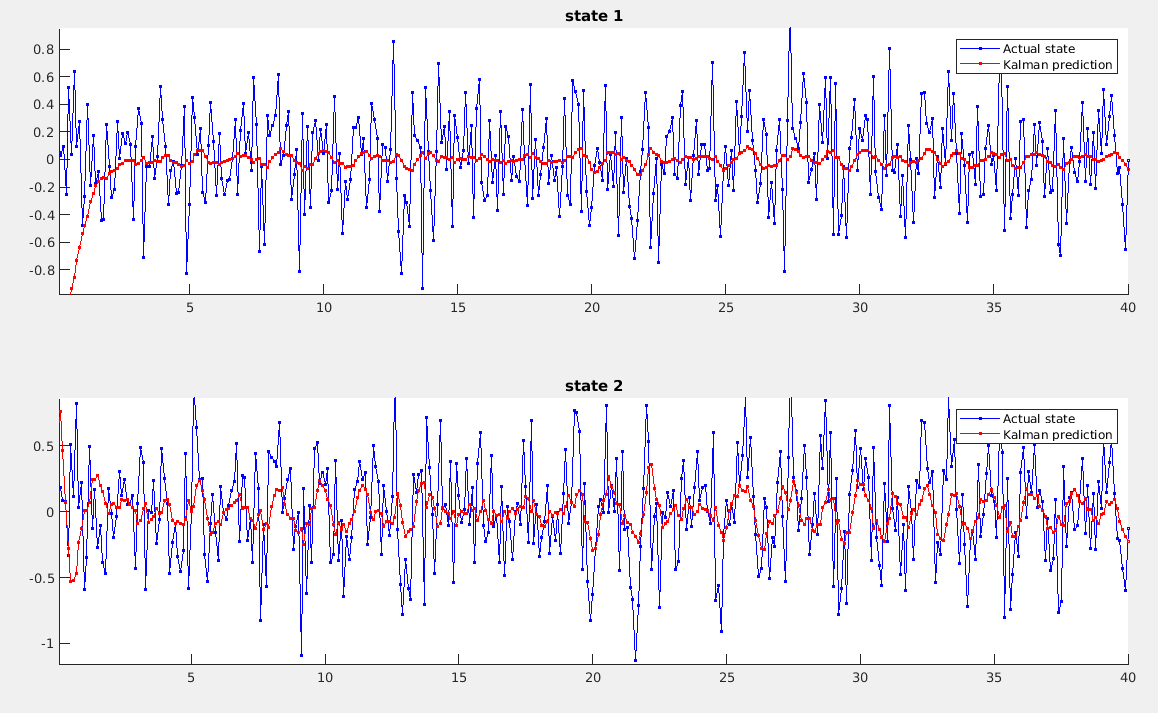 state 1
0.8
0.6
0.4
0.2
0
-0.2
-0.4
-0.6
-0.8
Actual state
Kalman prediction
5 10 15 20 25 30 35 40
state 2
0.5
0
-0.5
-1
Actual state
Kalman prediction
5 10 15 20 25 30 35 40